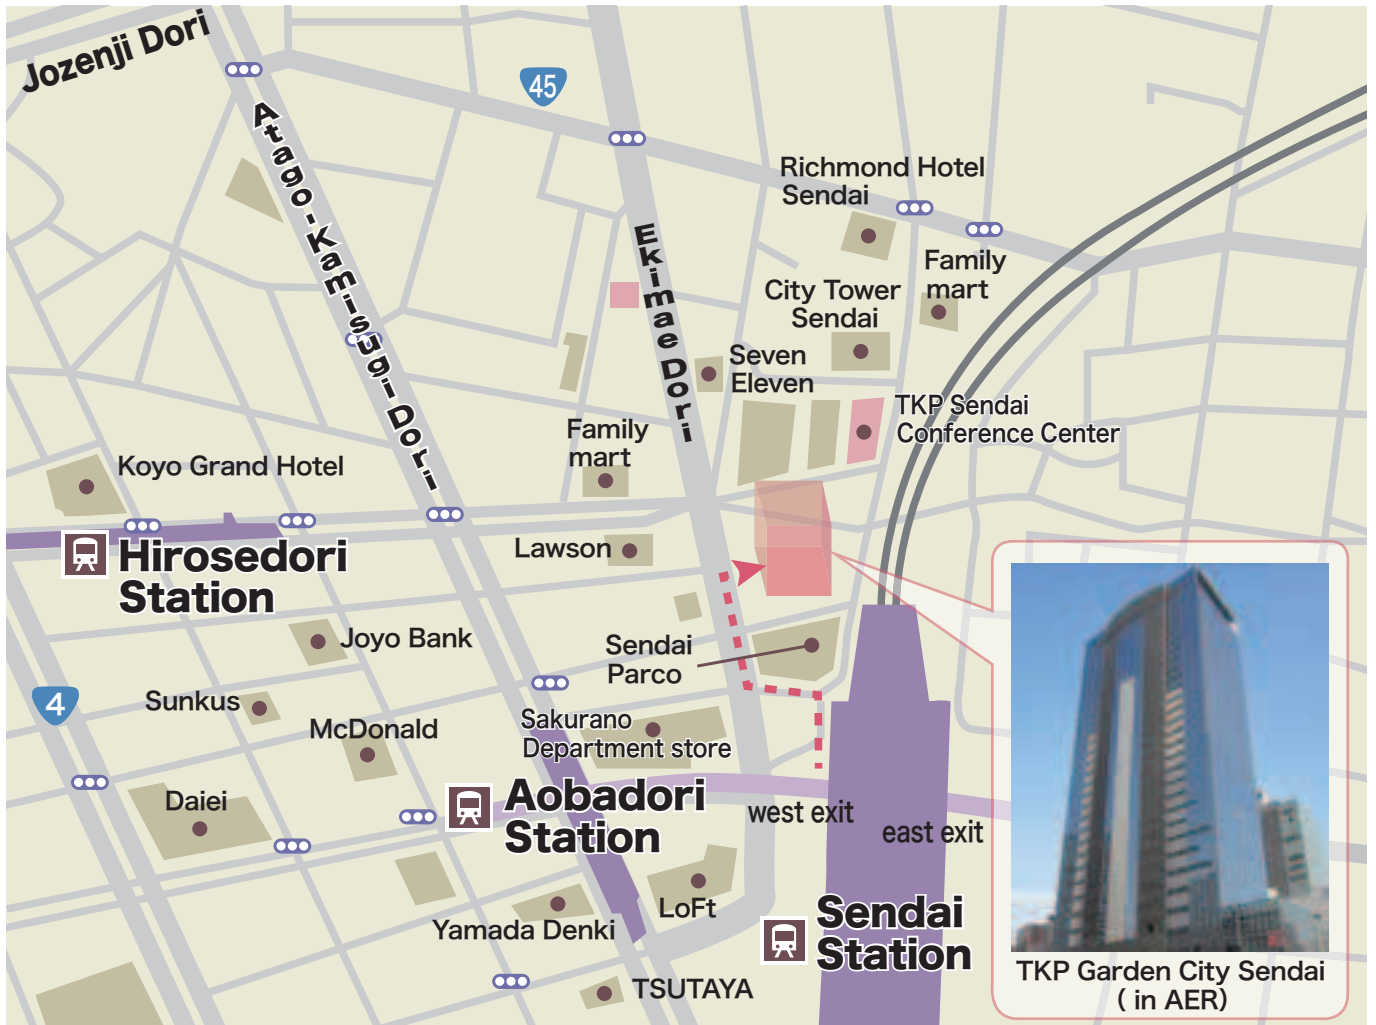 Jozenji Dori
45
Atago-Kamisugi Dori
Ekimae Dori
Richmond Hotel
Sendai
Family
mart
City Tower
Sendai
Seven
Eleven
TKP Sendai
Conference Center
Family
mart
Koyo Grand Hotel
Hirosedori
Station
Lawson
Joyo Bank
Sendai
Parco
4
Sunkus
McDonald
Sakurano
Department store
Daiei
Aobadori
Station
west exit
east exit
LoFt
Yamada Denki
Sendai
Station
TSUTAYA
TKP Garden City Sendai
( in AER)